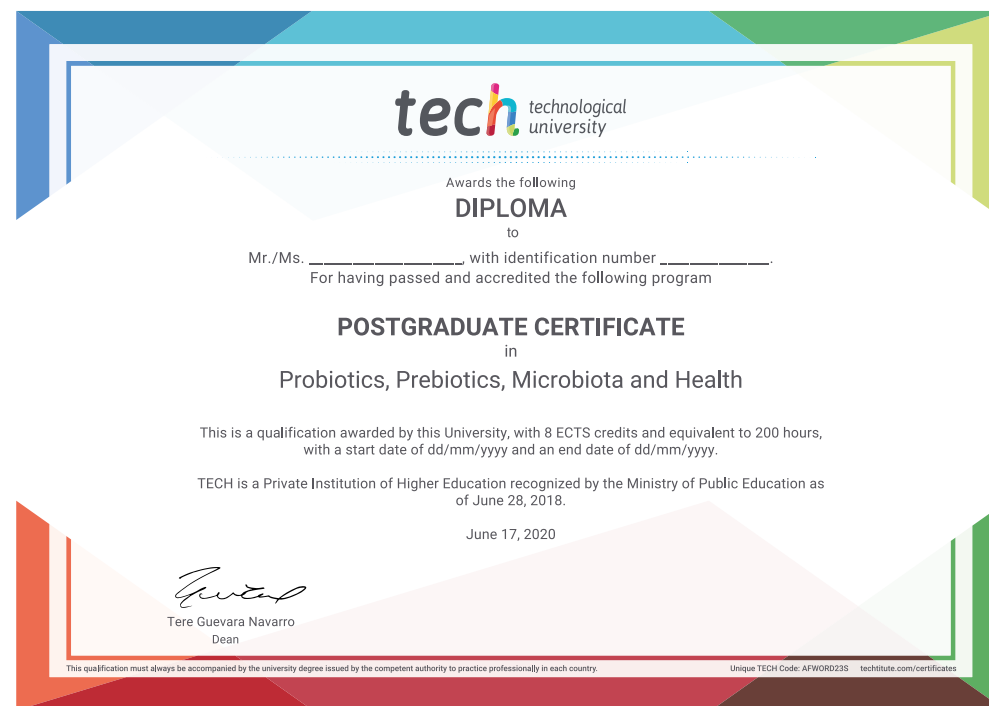 tech technological
university
Awards the following
DIPLOMA
to
Mr./Ms. ____________________, with identification number ______________.
For having passed and accredited the following program
POSTGRADUATE CERTIFICATE
in
Probiotics, Prebiotics, Microbiota and Health
This is a qualification awarded by this University, with 8 ECTS credits and equivalent to 200 hours,
with a start date of dd/mm/yyyy and an end date of dd/mm/yyyy.
TECH is a Private Institution of Higher Education recognized by the Ministry of Public Education as
of June 28, 2018.
June 17, 2020
Tere Guevara Navarro
Dean
This qualification must always be accompanied by the university degree issued by the competent authority to practice professionally in each country. Unique TECH Code: AFWORD23S techtitute.com/certificates